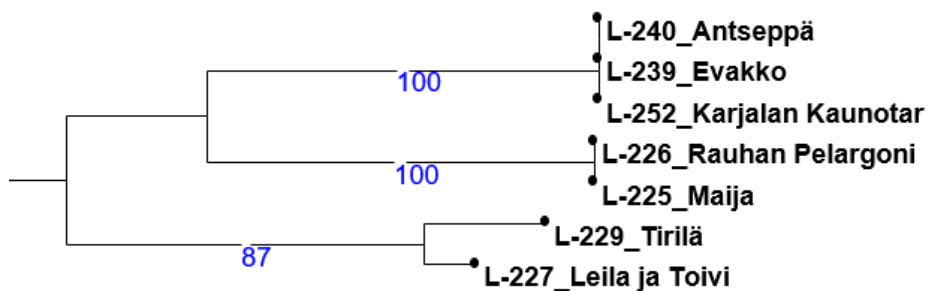 L-240_Antseppä
L-239_Evakko
100
L-252_Karjalan Kaunotar
L-226_Rauhan Pelargoni
100
L-225_Maija
L-229_Tirilä
87
L-227_Leila ja Toivi